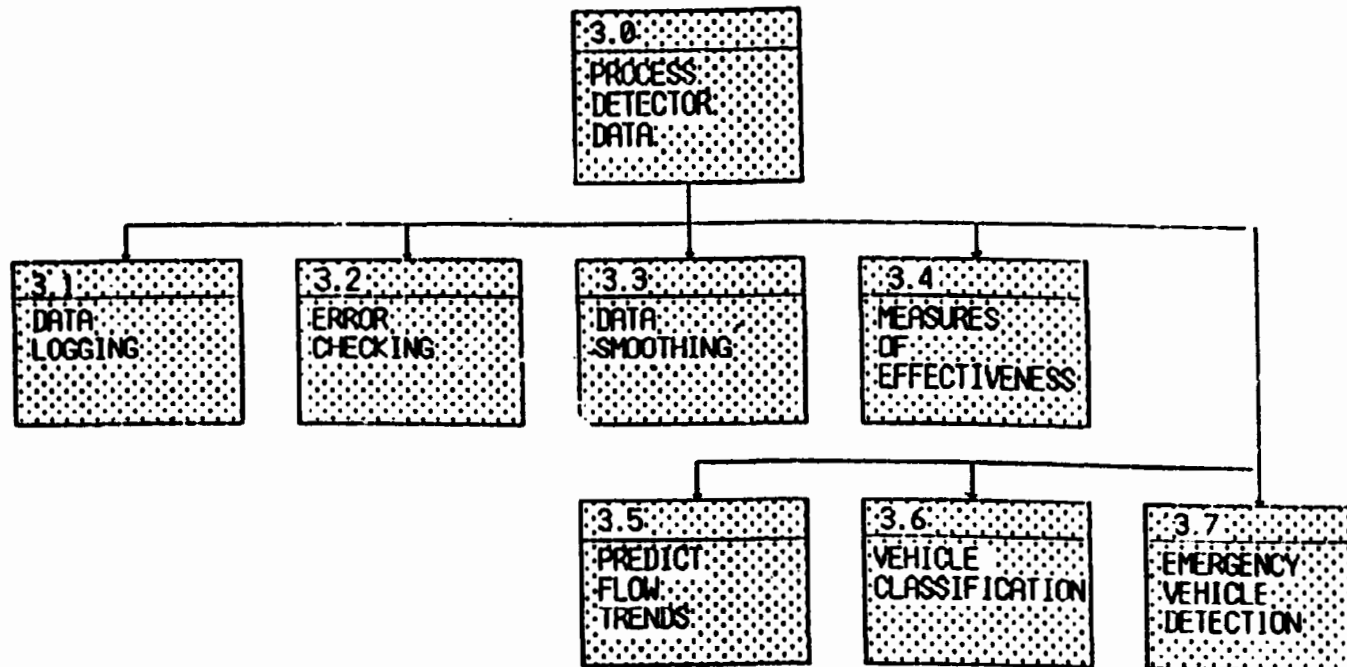 3.0
PROCESS
DETECTOR
DATA
3.1
DATA
LOGGING
3.2
ERROR
CHECKING
3.3
DATA
SMOOTHING
3.4
MEASURES
OF
EFFECTIVENESS
3.5
PREDICT
FLOW
TRENDS
3.6
VEHICLE
CLASSIFICATION
3.7
EMERGENCY
VEHICLE
DETECTION